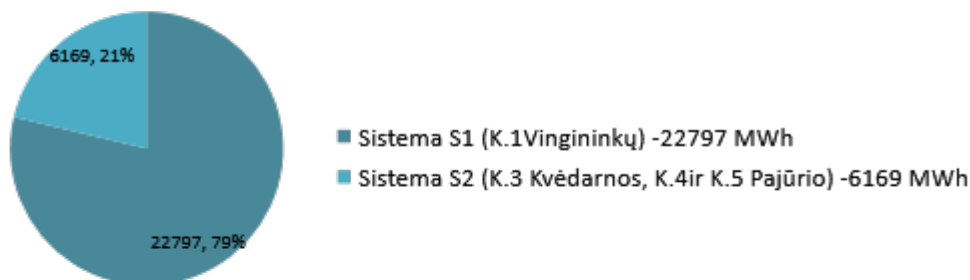 6169, 21%
Sistema S1 (K.1Vingininkų) -22797 MWh
Sistema S2 (K.3 Kvėdarnos, K.4ir K.5 Pajūrio) -6169 MWh
22797, 79%